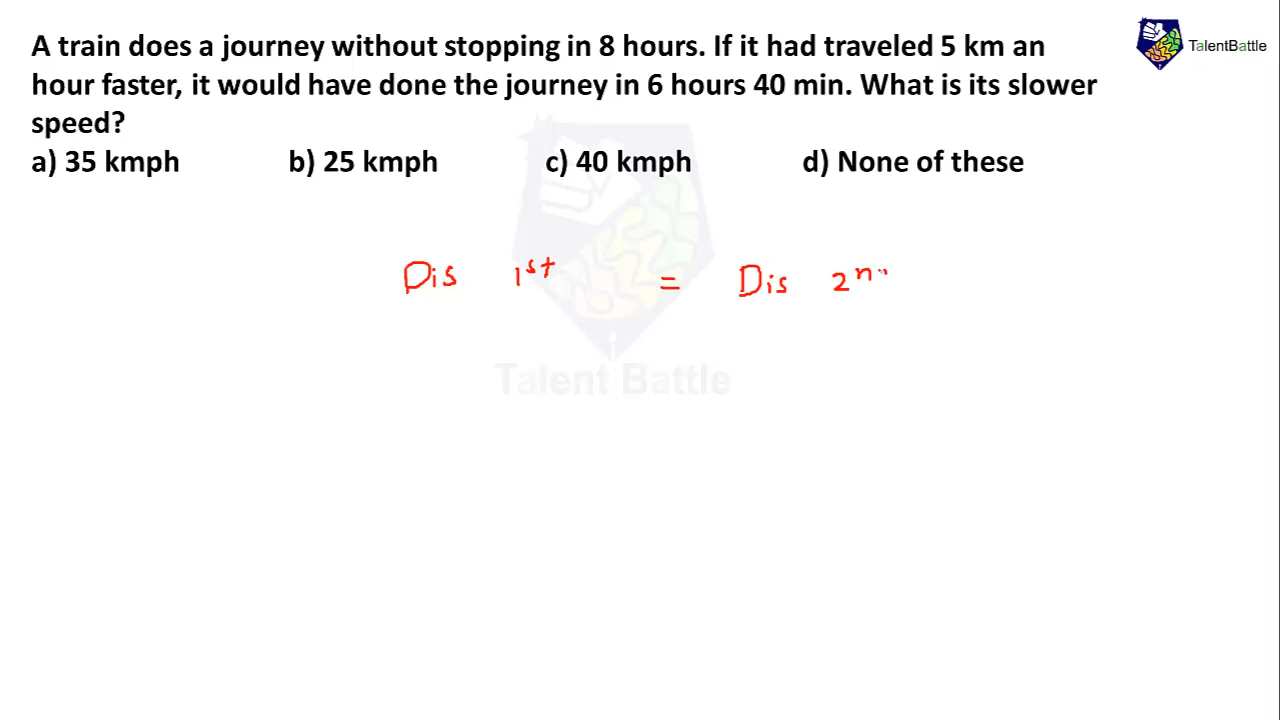 A train does a journey without stopping in 8 hours. If it had traveled 5 km an
hour faster, it would have done the journey in 6 hours 40 min. What is its slower
speed?
a) 35 kmph b) 25 kmph c) 40 kmph d) None of these
TalentBattle
Dis 1st = Dis 2n
Talent Battle